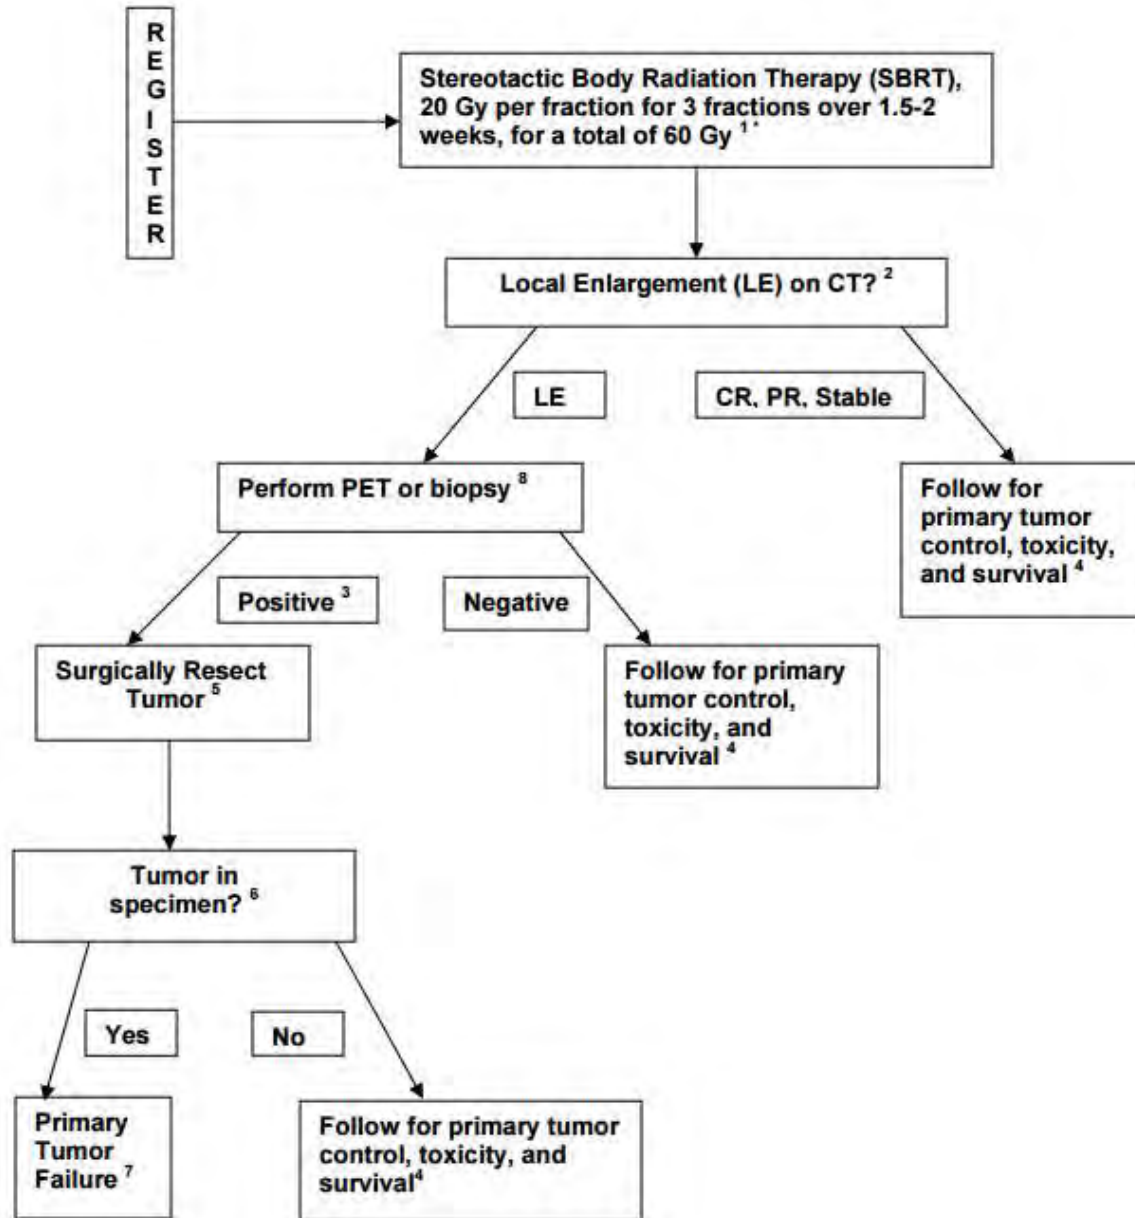 REGISTER
Stereotactic Body Radiation Therapy (SBRT),
20 Gy per fraction for 3 fractions over 1.5-2
weeks, for a total of 60 Gy 1 *
Local Enlargement (LE) on CT? 2
LE
CR, PR, Stable
Perform PET or biopsy 8
Follow for
primary tumor
control, toxicity,
and survival 4
Positive 3
Negative
Surgically Resect
Tumor 5
Follow for primary
tumor control,
toxicity, and
survival 4
Tumor in
specimen? 6
Yes
No
Primary
Tumor
Failure 7
Follow for primary tumor
control, toxicity, and
survival4